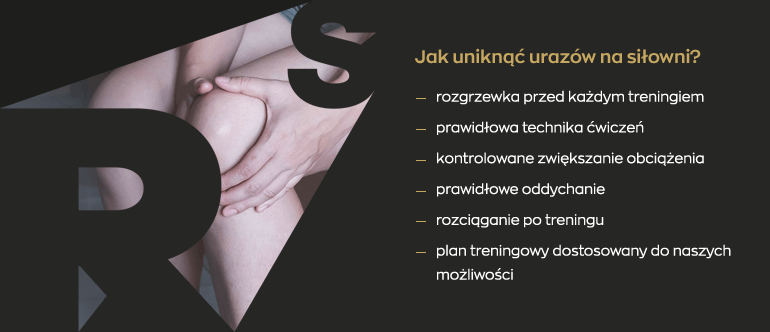 S
R
Jak uniknąć urazów na siłowni?
– rozgrzewka przed każdym treningiem
– prawidłowa technika ćwiczeń
– kontrolowane zwiększanie obciążenia
– prawidłowe oddychanie
– rozciąganie po treningu
– plan treningowy dostosowany do naszych
możliwości